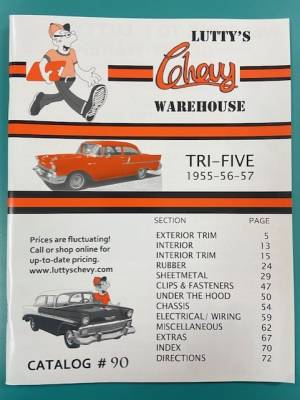 LUTTY'S
Chevy
WAREHOUSE
TRI-FIVE
1955-56-57
Prices are fluctuating!
Call or shop online for
up-to-date pricing.
www.luttyschevy.com
CATALOG # 90
SECTION PAGE
EXTERIOR TRIM 5
INTERIOR 13
INTERIOR TRIM 15
RUBBER 24
SHEETMETAL 29
CLIPS & FASTENERS 47
UNDER THE HOOD 50
CHASSIS 54
ELECTRICAL/ WIRING 59
MISCELLANEOUS 62
EXTRAS 67
INDEX 70
DIRECTIONS 72